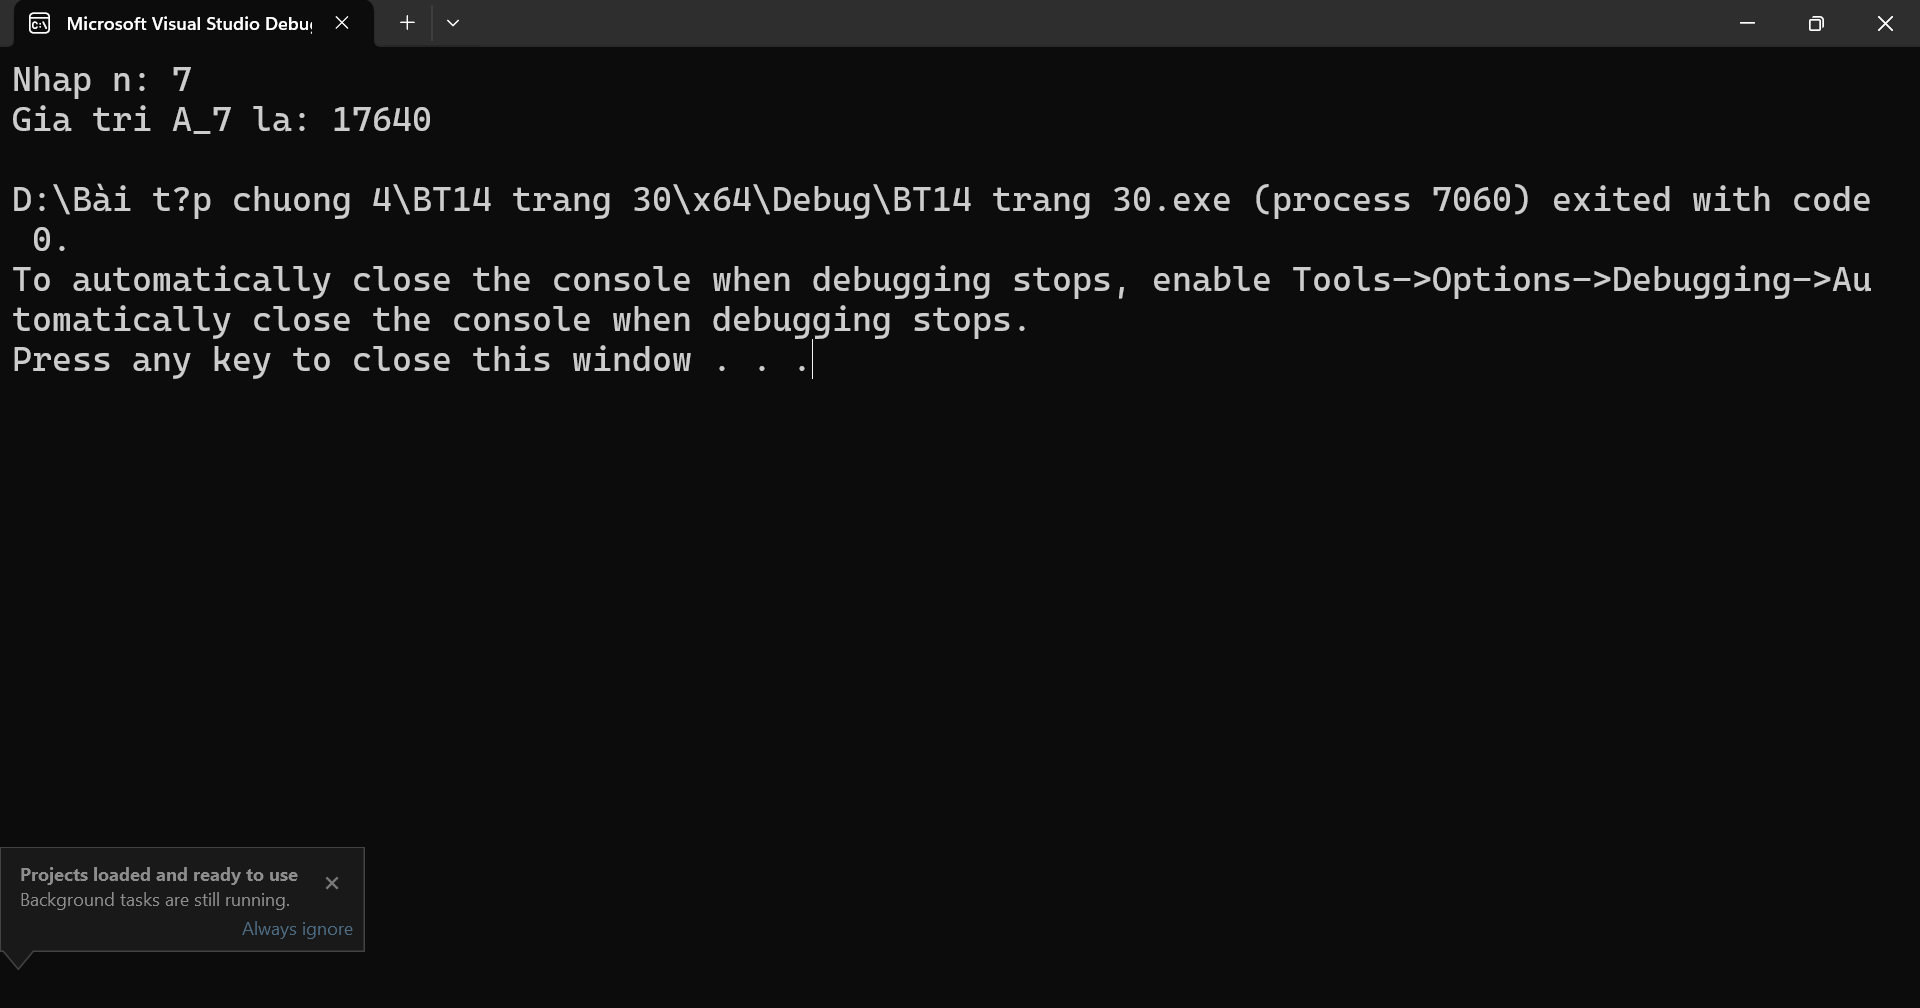 Microsoft Visual Studio Debu
Nhap n: 7
Gia tri A_7 la: 17640
D:\Bài t?p chuong 4\BT14 trang 30\x64\Debug\BT14 trang 30.exe (process 7060) exited with code
0.
To automatically close the console when debugging stops, enable Tools->Options->Debugging->Au
tomatically close the console when debugging stops.
Press any key to close this window . . .
Projects loaded and ready to use
Background tasks are still running.
Always ignore